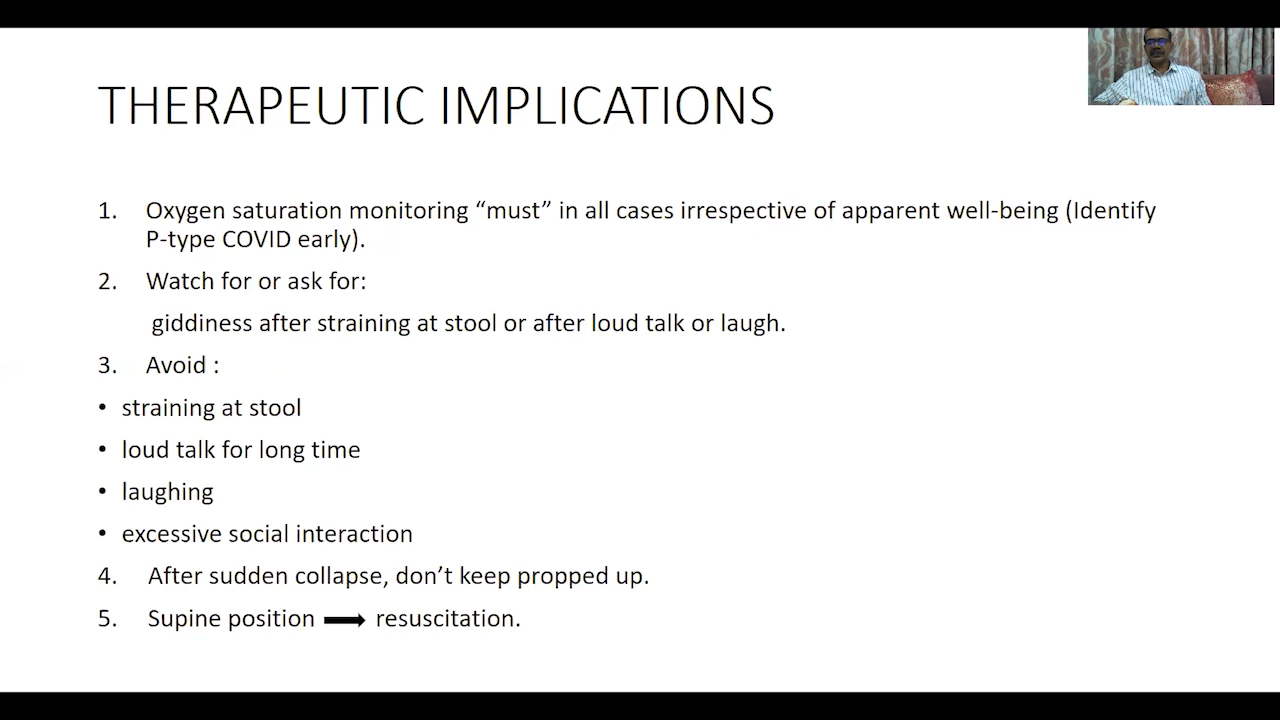 THERAPEUTIC IMPLICATIONS
1. Oxygen saturation monitoring “must” in all cases irrespective of apparent well-being (Identify
P-type COVID early).
2. Watch for or ask for:
giddiness after straining at stool or after loud talk or laugh.
3. Avoid :
• straining at stool
• loud talk for long time
• laughing
• excessive social interaction
4. After sudden collapse, don’t keep propped up.
5. Supine position → resuscitation.